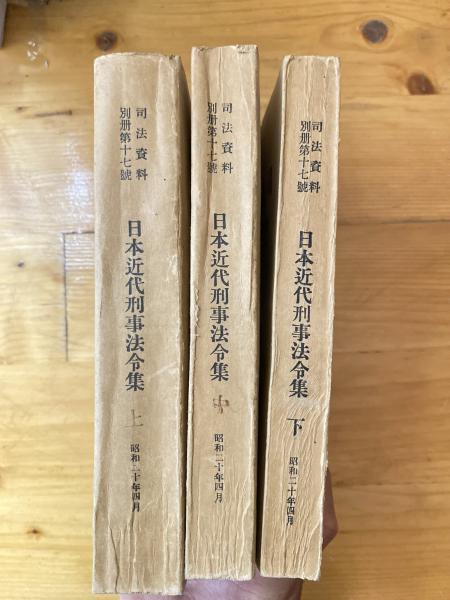 司法資料
別冊第十七號
日本近代刑事法令集 上
昭和二十年四月
司法資料
別冊第十七號
日本近代刑事法令集 中
昭和二十年四月
司法資料
別冊第十七號
日本近代刑事法令集 下
昭和二十年四月